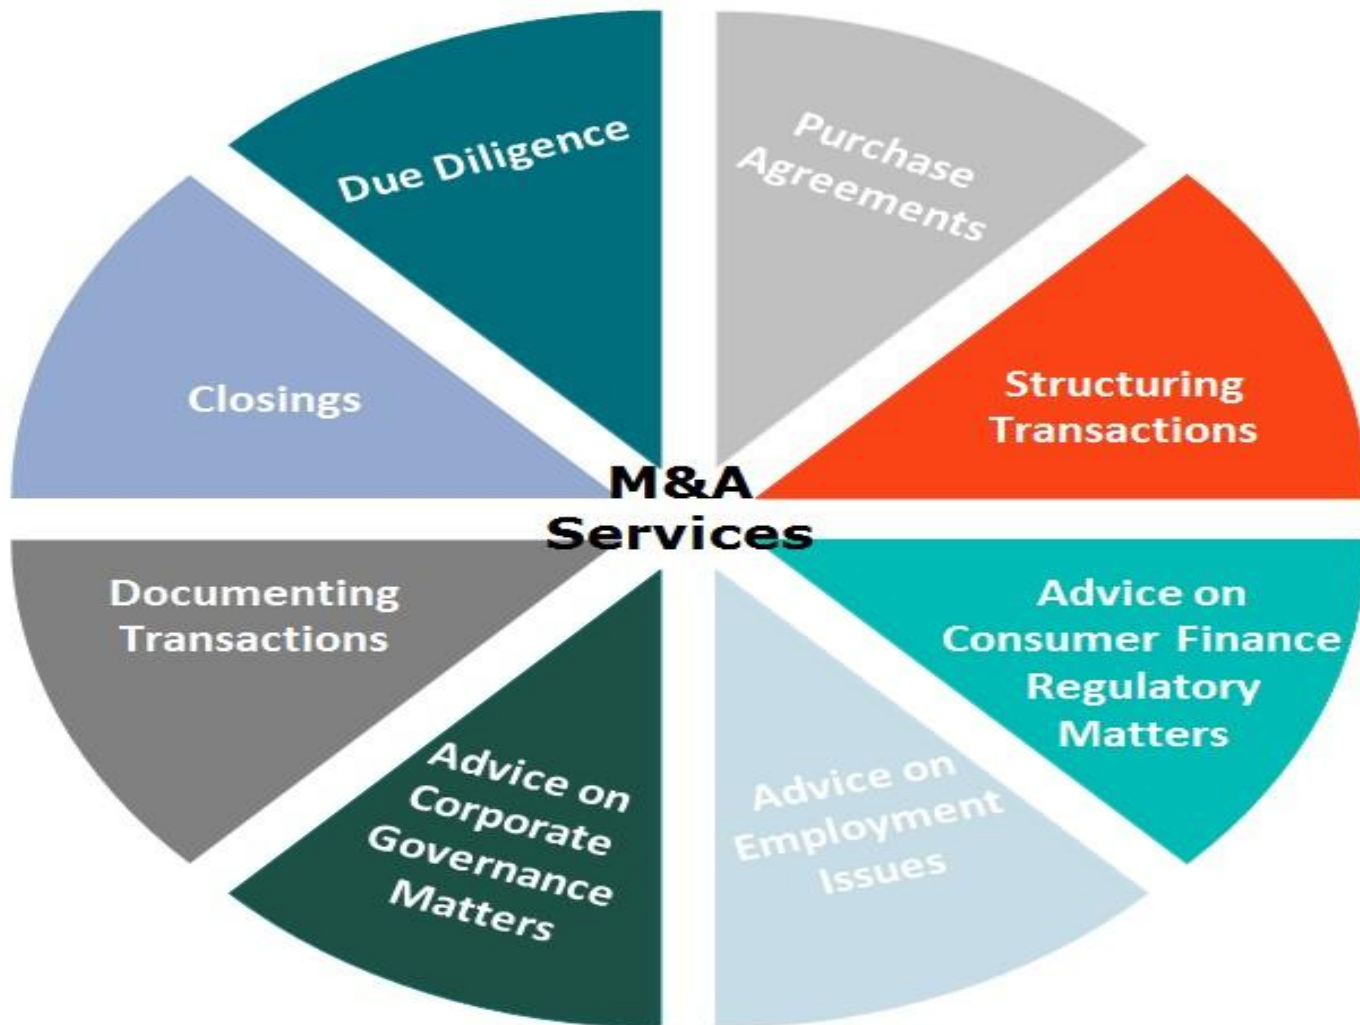 Due Diligence
Purchase
Agreements
Structuring
Transactions
Closings
M&A
Services
Documenting
Transactions
Advice on
Consumer Finance
Regulatory
Matters
Advice on
Corporate
Governance
Matters
Advice on
Employment
Issues